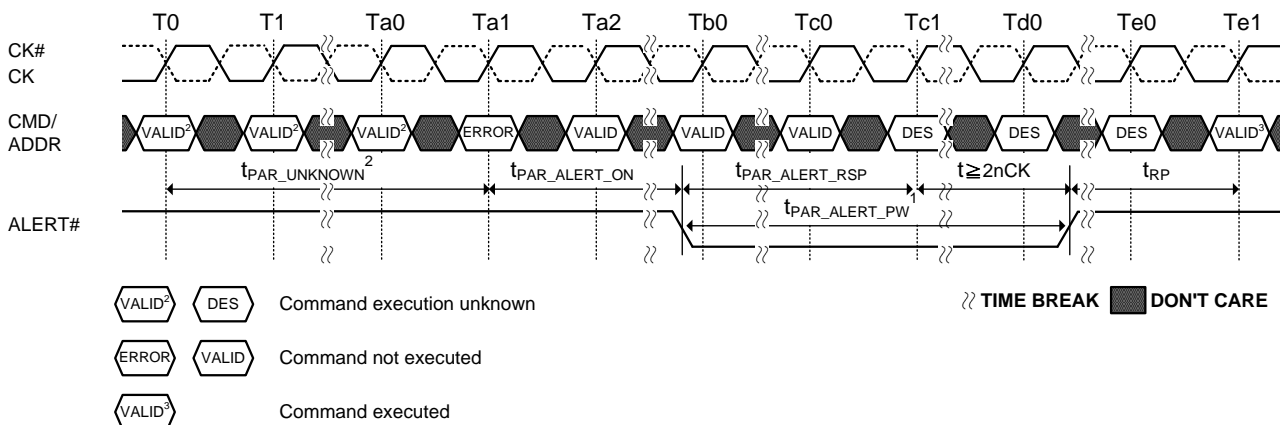 T0 T1 Ta0 Ta1 Ta2 Tb0 Tc0 Tc1 Td0 Te0 Te1
CK#
CK
CMD/
ADDR
VALID² VALID² VALID² ERROR VALID VALID VALID DES DES DES VALID³
tPAR_UNKNOWN² tPAR_ALERT_ON tPAR_ALERT_RSP t≧2nCK tRP
tPAR_ALERT_PW¹
ALERT#
VALID² DES Command execution unknown
TIME BREAK DON'T CARE
ERROR VALID Command not executed
VALID³ Command executed